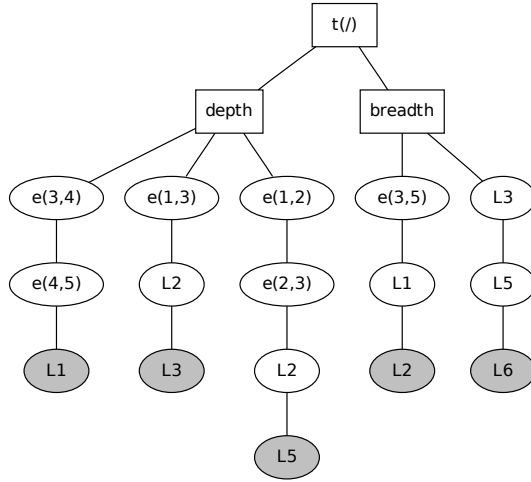 t(/)
depth breadth
e(3,4) e(1,3) e(1,2) e(3,5) L3
e(4,5) L2 e(2,3) L1 L5
L1 L3 L2 L2 L6
L5